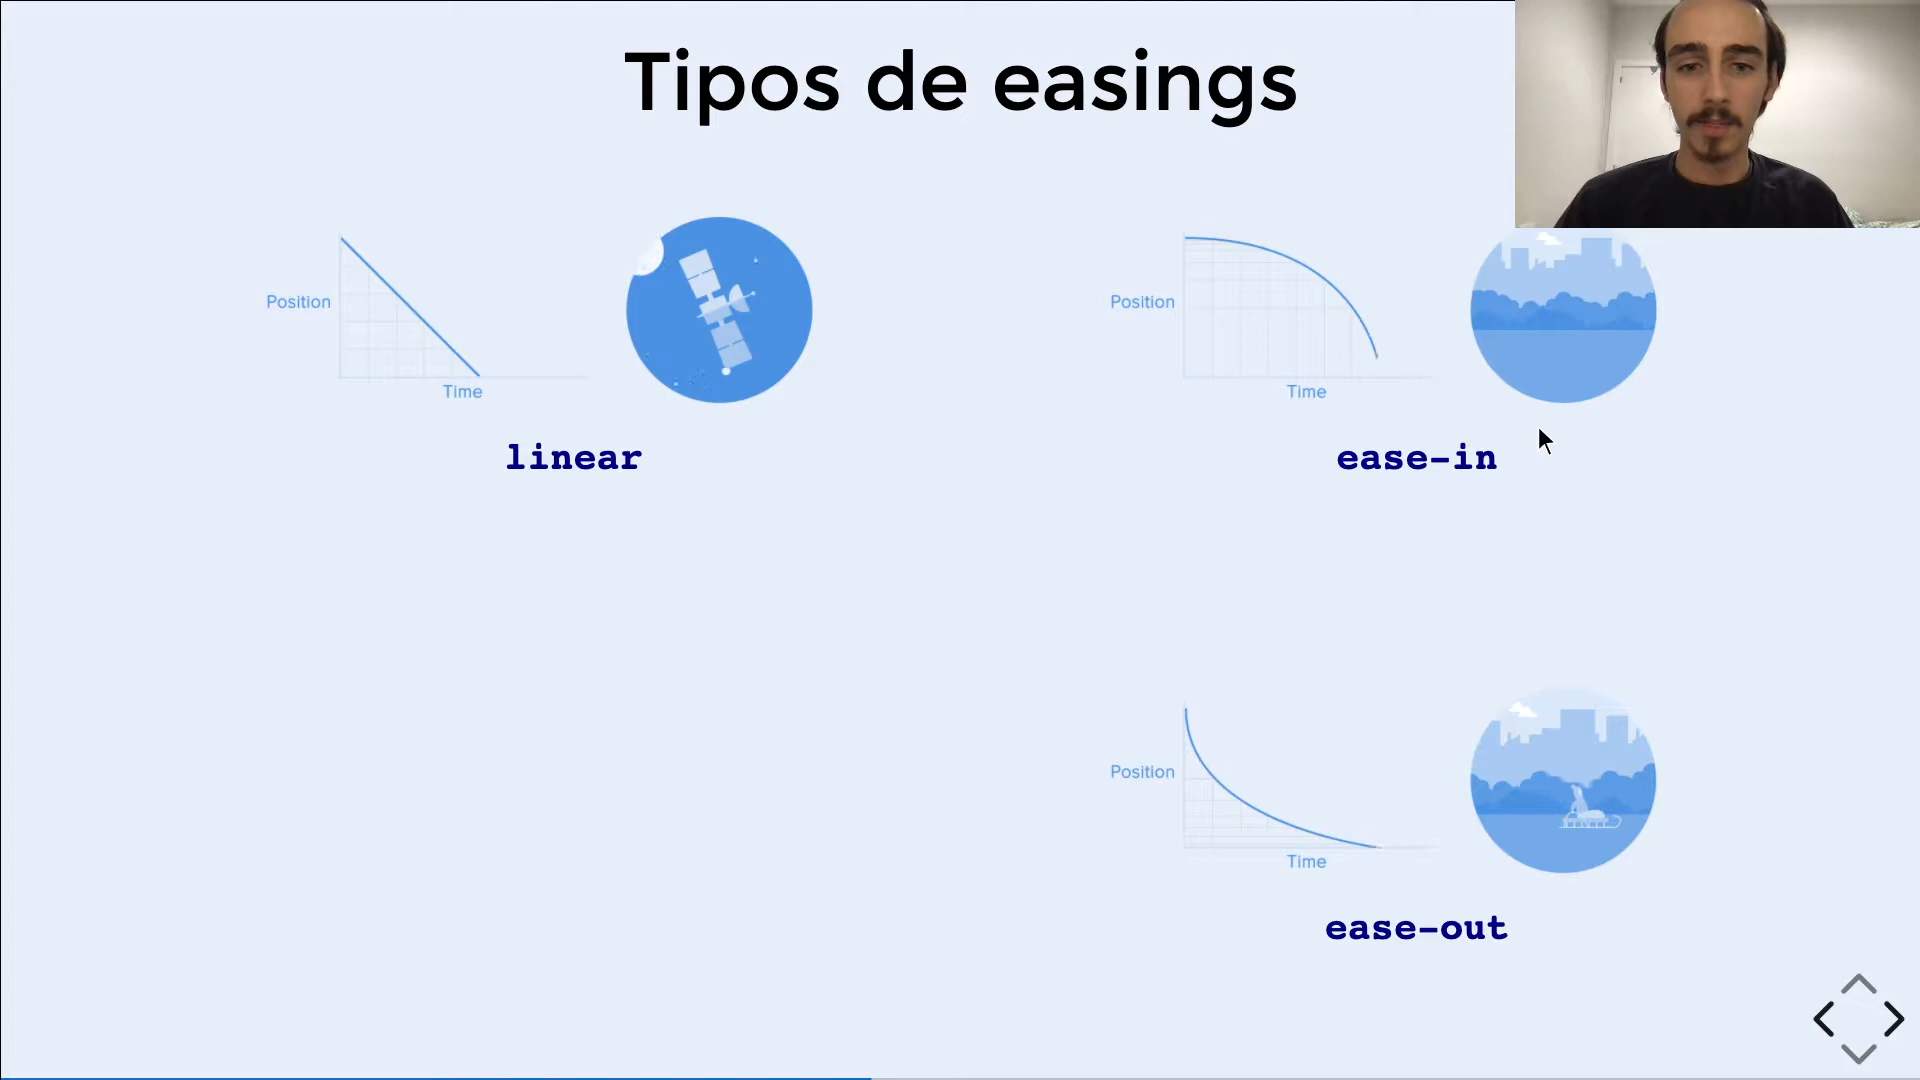 Tipos de easings
Position
Time
linear
Position
Time
ease-in
Position
Time
ease-out